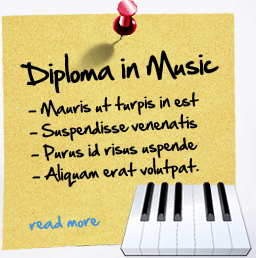 Diploma in Music
- Mauris ut turpis in est
- Suspendisse venenatis
- Purus id risus uspende
- Aliquam erat volutpat.
read more